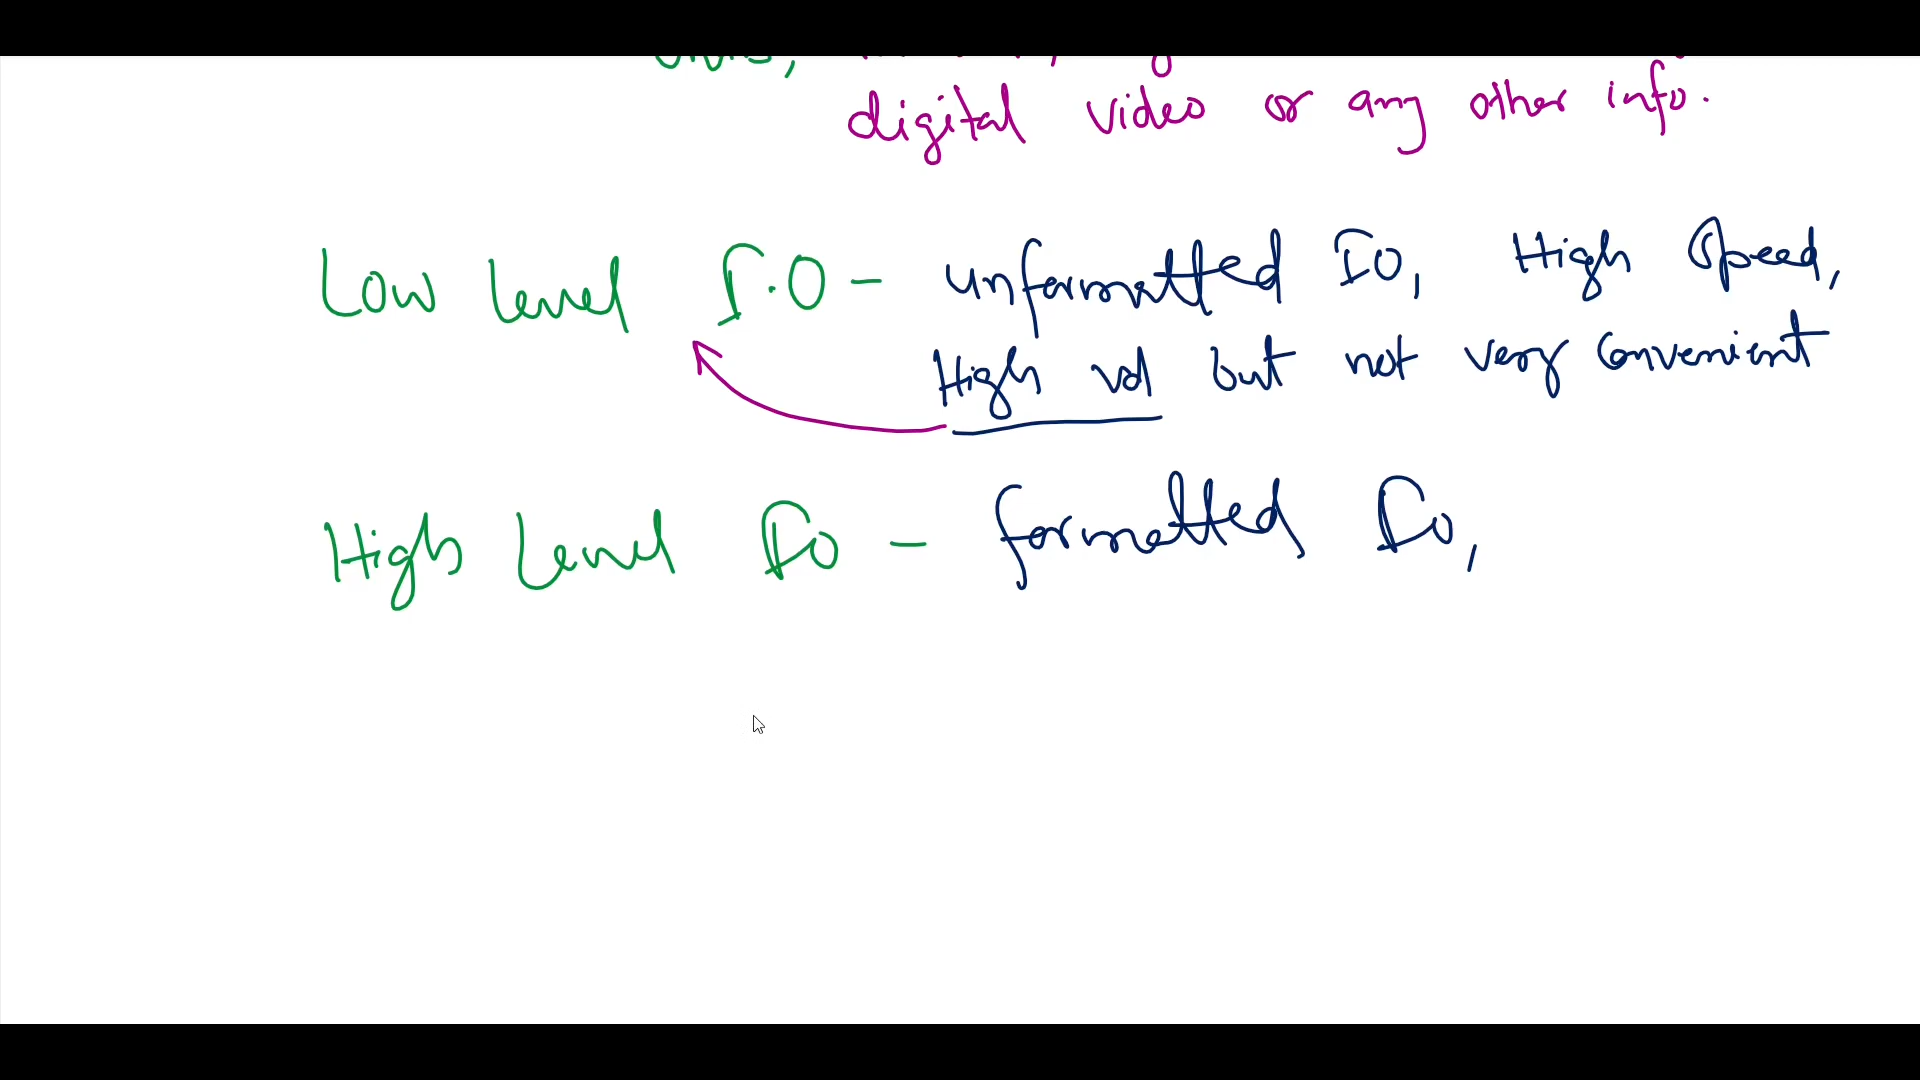 digital video or any other info.
Low level I.O - unformatted IO, High Speed,
High vol but not very convenient
High level IO - formatted IO,